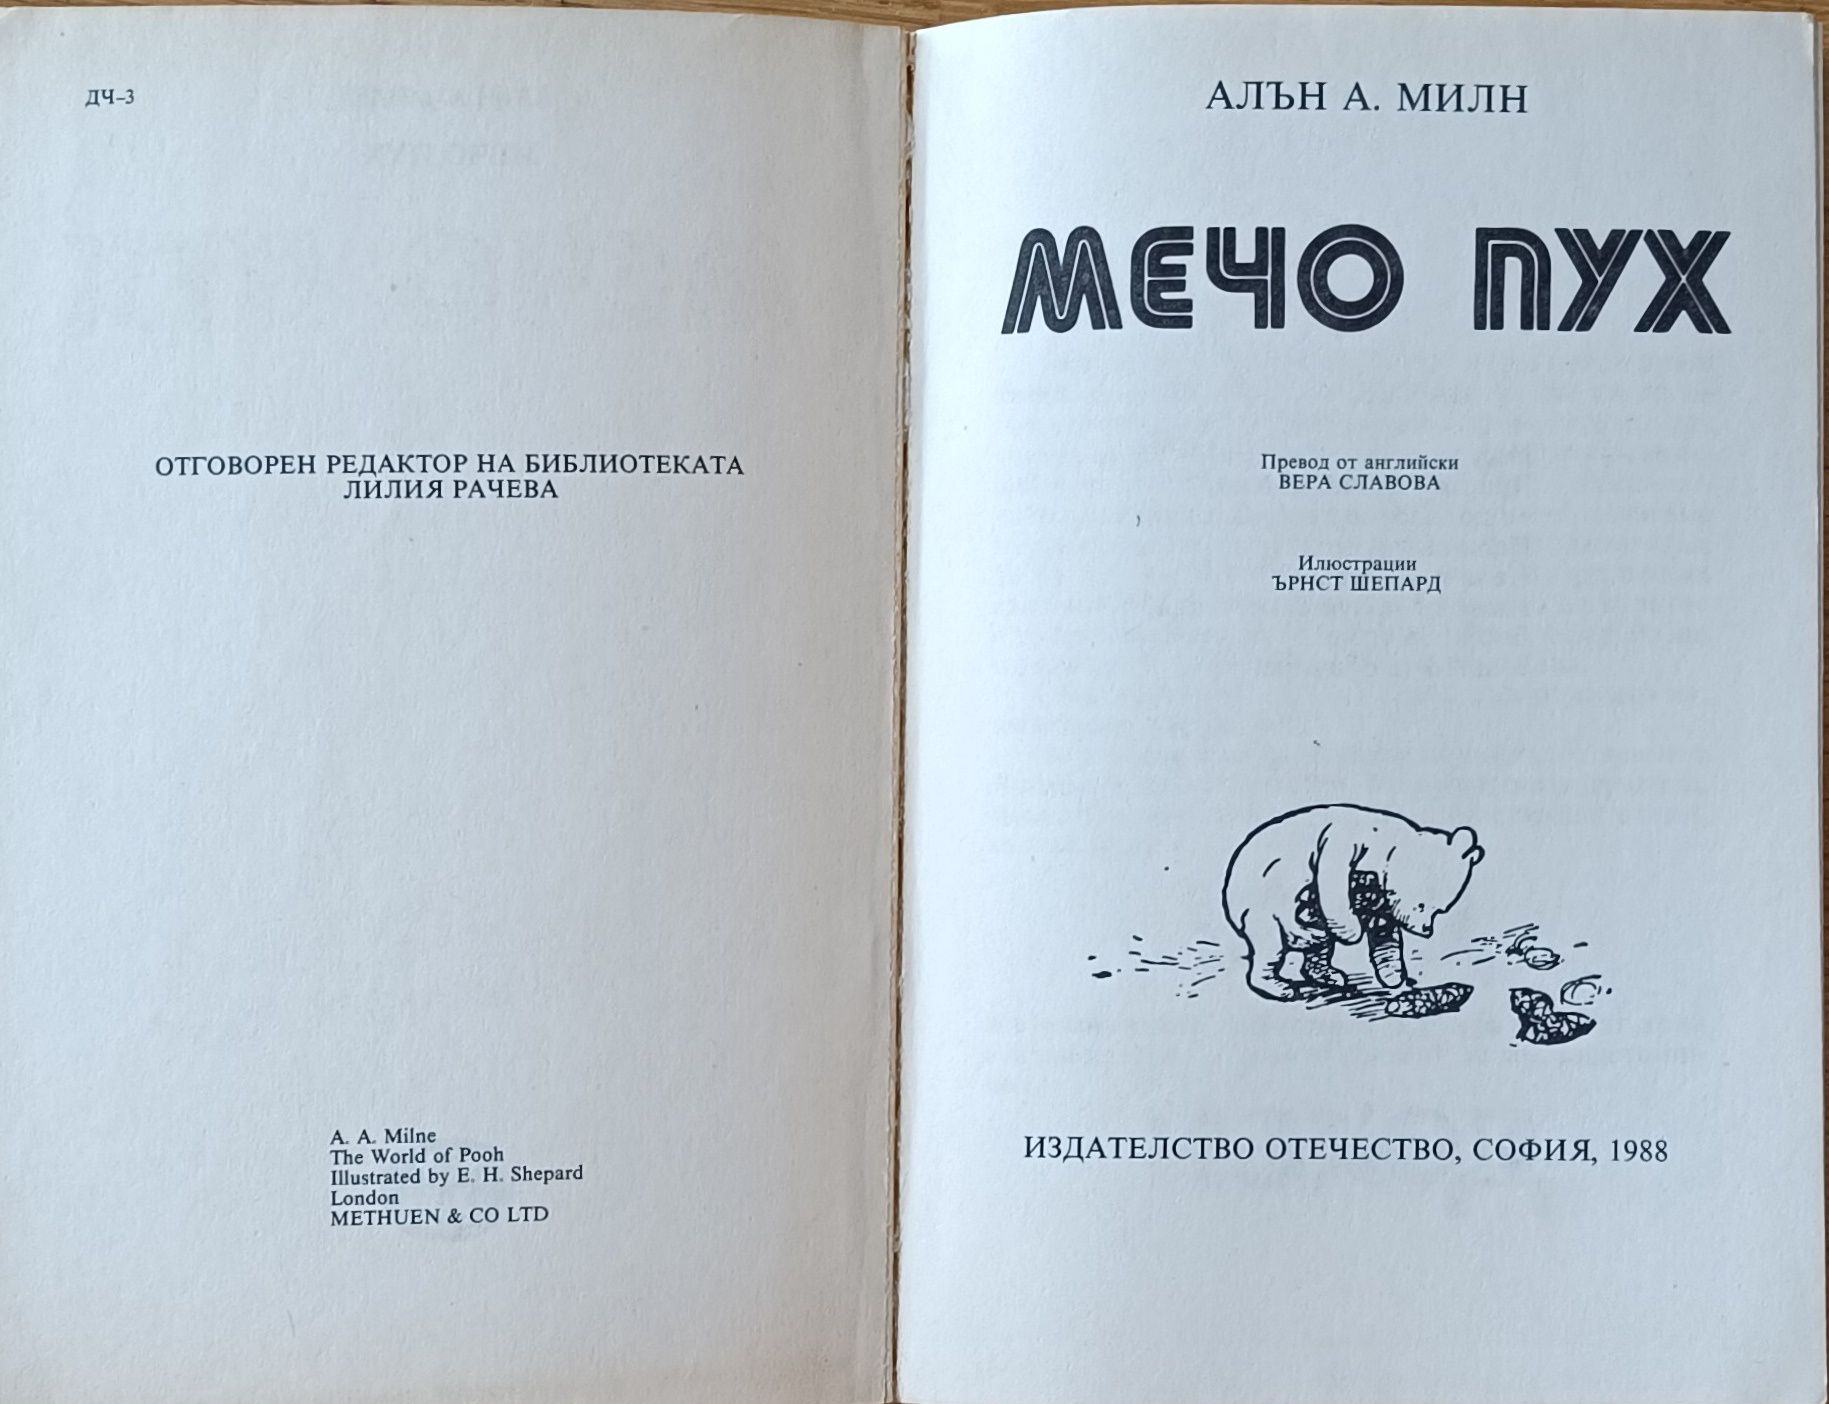 ДЧ–3
ОТГОВОРЕН РЕДАКТОР НА БИБЛИОТЕКАТА
ЛИЛИЯ РАЧЕВА
A. A. Milne
The World of Pooh
Illustrated by E. H. Shepard
London
METHUEN & CO LTD
АЛЪН А. МИЛН
МЕЧО ПУХ
Превод от английски
ВЕРА СЛАВОВА
Илюстрации
ЪРНСТ ШЕПАРД
ИЗДАТЕЛСТВО ОТЕЧЕСТВО, СОФИЯ, 1988